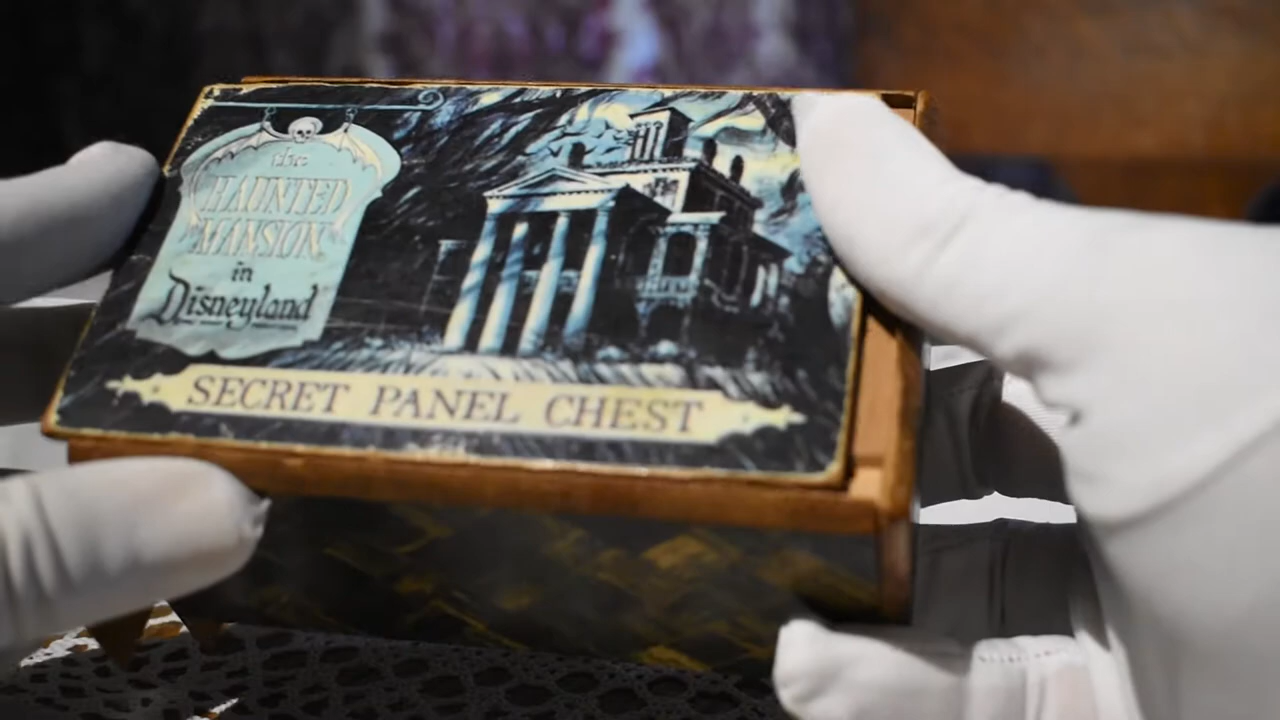 the
HAUNTED
MANSION
in
Disneyland
SECRET PANEL CHEST